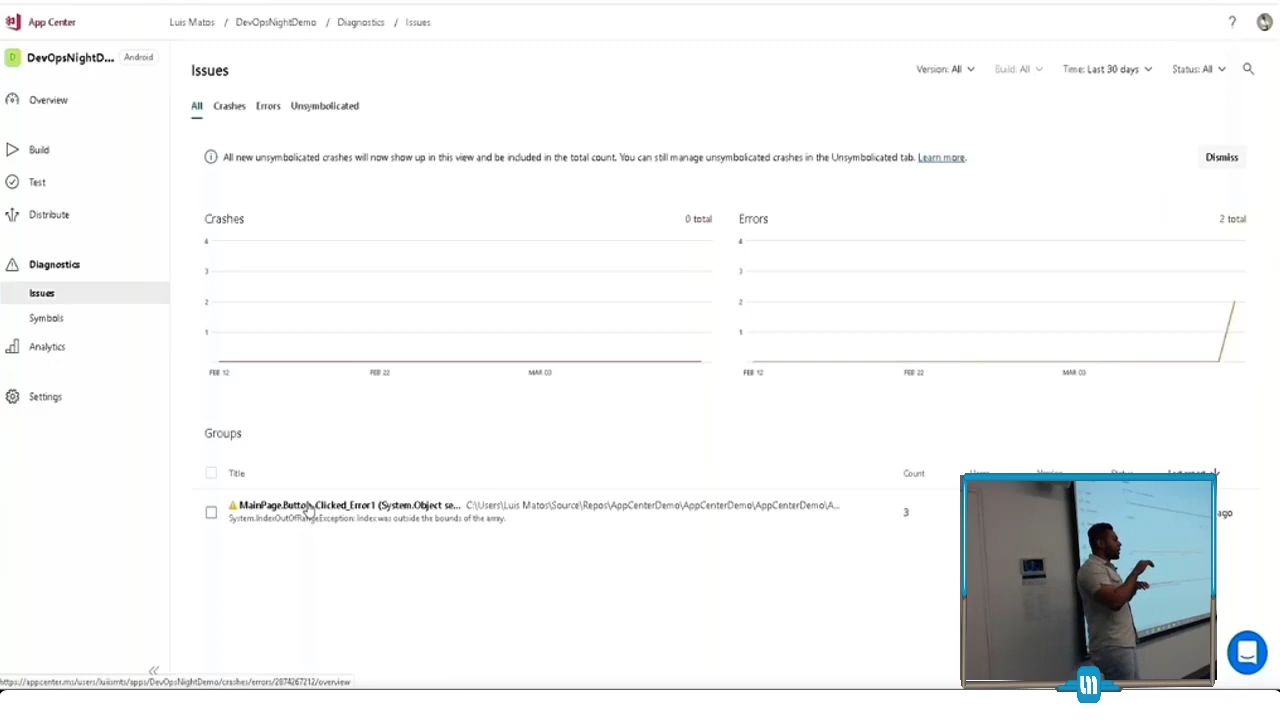 App Center
Luis Matos / DevOpsNightDemo / Diagnostics / Issues
?
D
DevOpsNightD...
Android
Overview
Build
Test
Distribute
Diagnostics
Issues
Symbols
Analytics
Settings
Issues
Version: All
Build: All
Time: Last 30 days
Status: All
All
Crashes
Errors
Unsymbolicated
All new unsymbolicated crashes will now show up in this view and be included in the total count. You can still manage unsymbolicated crashes in the Unsymbolicated tab. Learn more.
Dismiss
Crashes
0 total
4
3
2
1
FEB 12
FEB 22
MAR 03
Errors
2 total
4
3
2
1
FEB 12
FEB 22
MAR 03
Groups
Title
Count
MainPage.Button_Clicked_Error1 (System.Object se...
C:\Users\Luis Matos\Source\Repos\AppCenterDemo\AppCenterDemo\AppCenterDemo\A...
System.IndexOutOfRangeException: Index was outside the bounds of the array.
3
ago
https://appcenter.ms/users/luiismts/apps/DevOpsNightDemo/crashes/errors/2874267212/overview